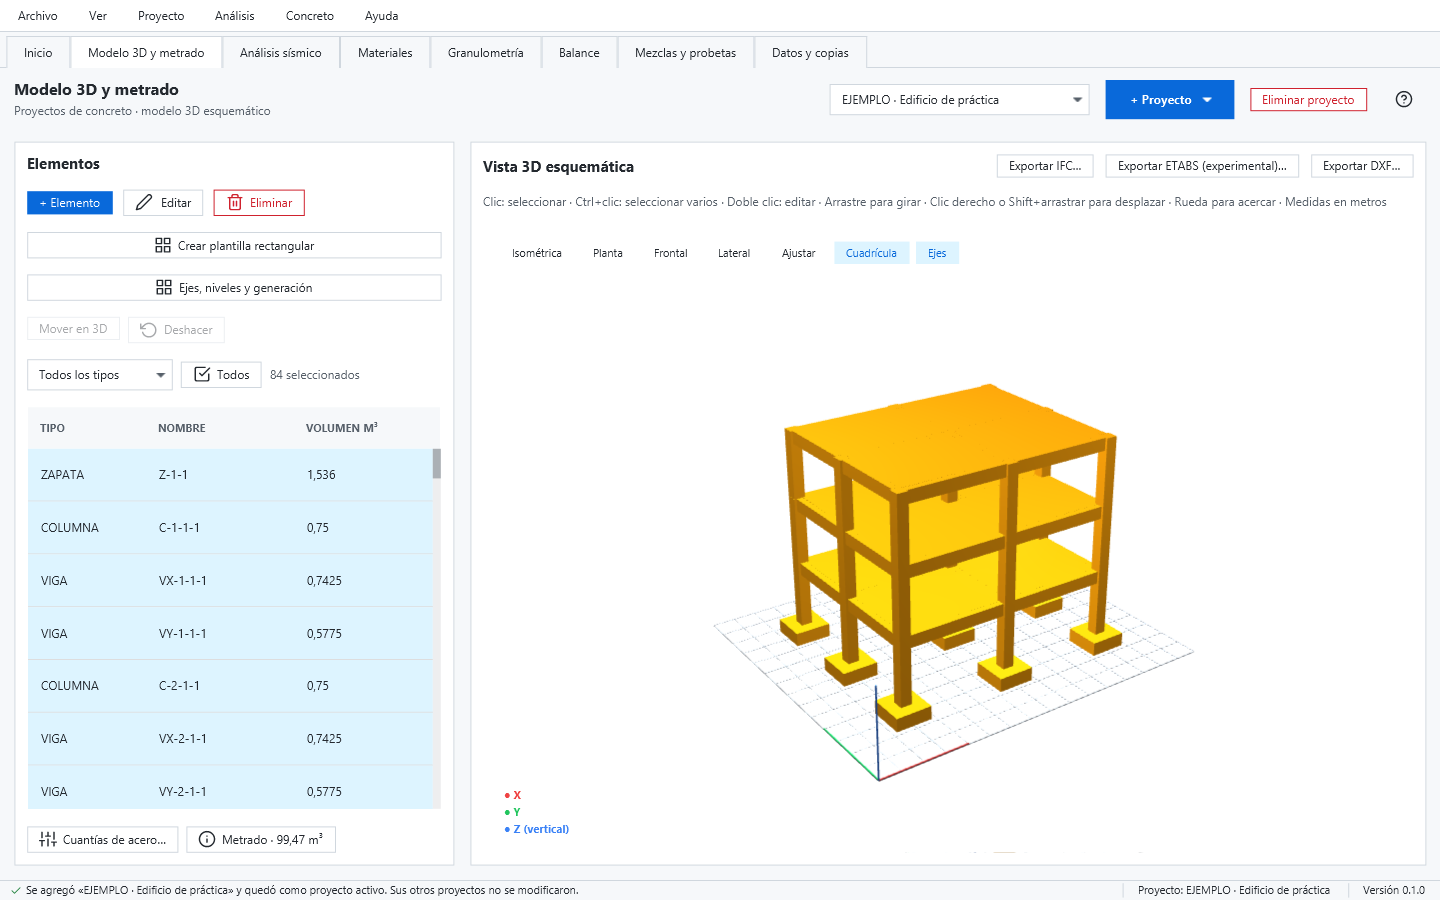 Archivo Ver Proyecto Análisis Concreto Ayuda
Inicio Modelo 3D y metrado Análisis sísmico Materiales Granulometría Balance Mezclas y probetas Datos y copias
Modelo 3D y metrado
Proyectos de concreto · modelo 3D esquemático
EJEMPLO · Edificio de práctica
+ Proyecto
Eliminar proyecto
Elementos
+ Elemento Editar Eliminar
Crear plantilla rectangular
Ejes, niveles y generación
Mover en 3D Deshacer
Todos los tipos Todos 84 seleccionados
TIPO NOMBRE VOLUMEN M³
ZAPATA Z-1-1 1,536
COLUMNA C-1-1-1 0,75
VIGA VX-1-1-1 0,7425
VIGA VY-1-1-1 0,5775
COLUMNA C-2-1-1 0,75
VIGA VX-2-1-1 0,7425
VIGA VY-2-1-1 0,5775
Cuantías de acero... Metrado · 99,47 m³
Vista 3D esquemática
Exportar IFC... Exportar ETABS (experimental)... Exportar DXF...
Clic: seleccionar · Ctrl+clic: seleccionar varios · Doble clic: editar · Arrastre para girar · Clic derecho o Shift+arrastrar para desplazar · Rueda para acercar · Medidas en metros
Isométrica Planta Frontal Lateral Ajustar Cuadrícula Ejes
• X
• Y
• Z (vertical)
Se agregó «EJEMPLO · Edificio de práctica» y quedó como proyecto activo. Sus otros proyectos no se modificaron.
Proyecto: EJEMPLO · Edificio de práctica
Versión 0.1.0